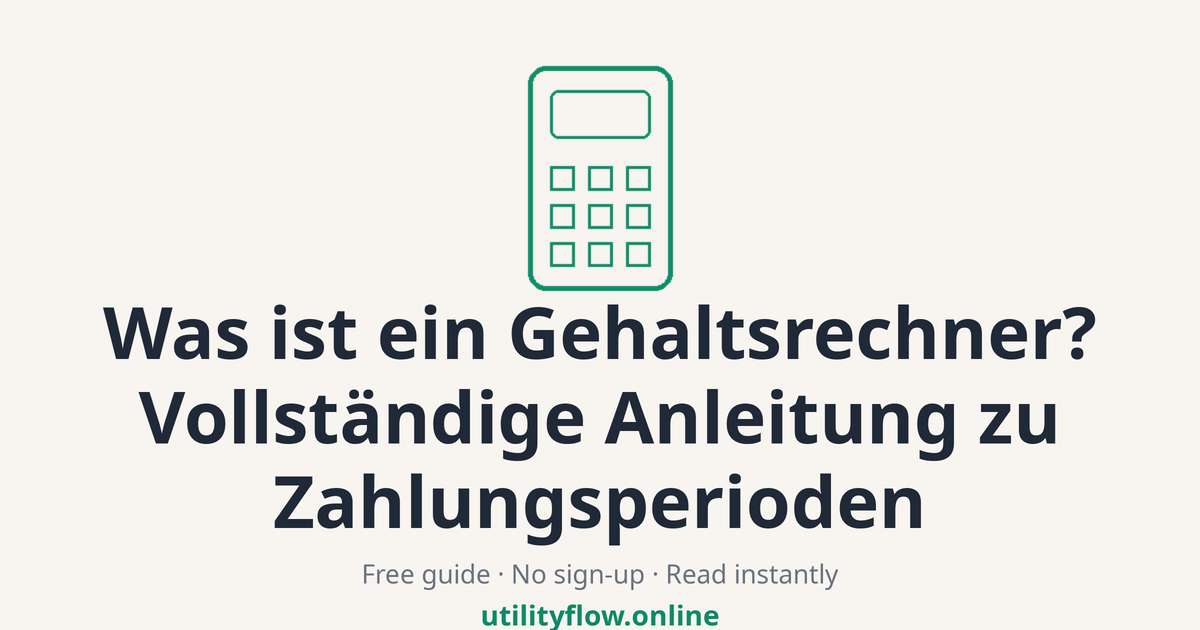 Was ist ein Gehaltsrechner?
Vollständige Anleitung zu
Zahlungsperioden
Free guide · No sign-up · Read instantly
utilityflow.online